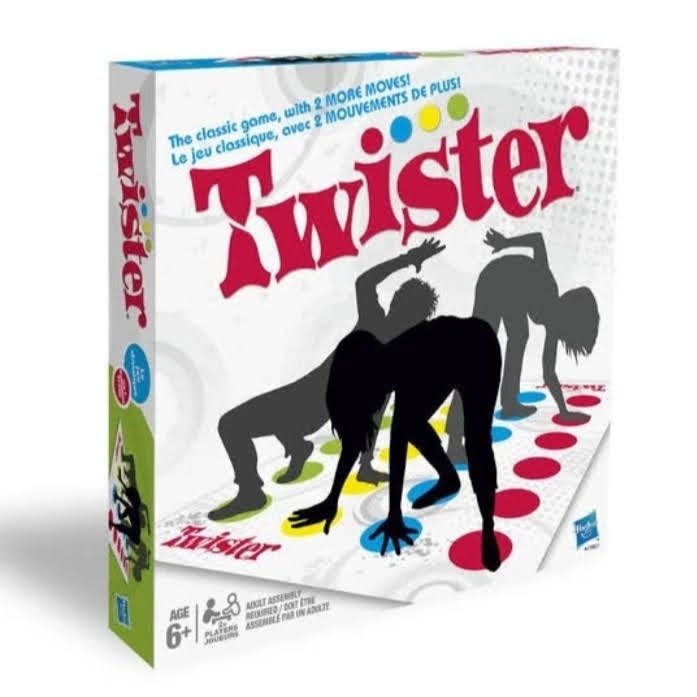 The classic game, with 2 MORE MOVES!
Le jeu classique, avec 2 MOUVEMENTS DE PLUS!
Twister
Twister
Twister
Twister
Hasbro
AGE
6+
2+
PLAYERS
JOUEURS
ADULT ASSEMBLY
REQUIRED / DOIT ÊTRE
ASSEMBLÉ PAR UN ADULTE